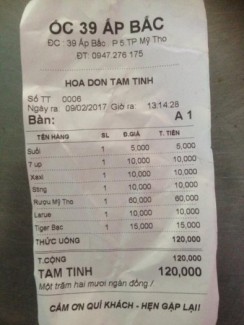 ỐC 39 ẤP BẮC
ĐC : 39 Ấp Bắc P 5 TP Mỹ Tho
ĐT: 0947 276 175
HOA DON TAM TINH
Số TT 0006
Ngày ra: 09/02/2017 Giờ ra: 13:14:28
Bàn: A 1
TÊN HÀNG SL Đ.GIÁ T. TIỀN
Suối 1 5,000 5,000
7 up 1 10,000 10,000
Xaxi 1 10,000 10,000
Sting 1 10,000 10,000
Rượu Mỹ Tho 1 60,000 60,000
Larue 1 10,000 10,000
Tiger Bạc 1 15,000 15,000
THỨC UỐNG 120,000
T.CỘNG 120,000
TAM TINH 120,000
Một trăm hai mươi ngàn đồng./
CÁM ƠN QUÍ KHÁCH - HẸN GẶP LẠI!